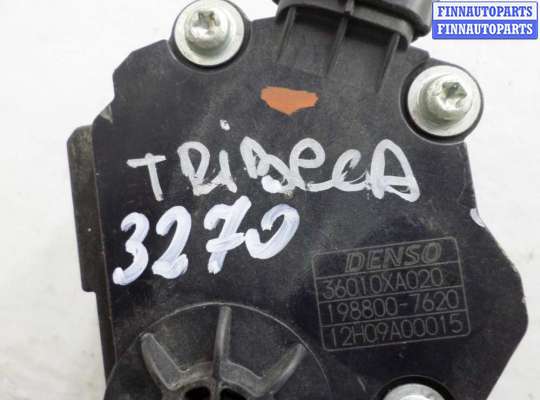 FINNAUTOPARTS
FINNAUTOPARTS
TRiBECA
3270
DENSO
36010XA020
198800-7620
12H09A00015